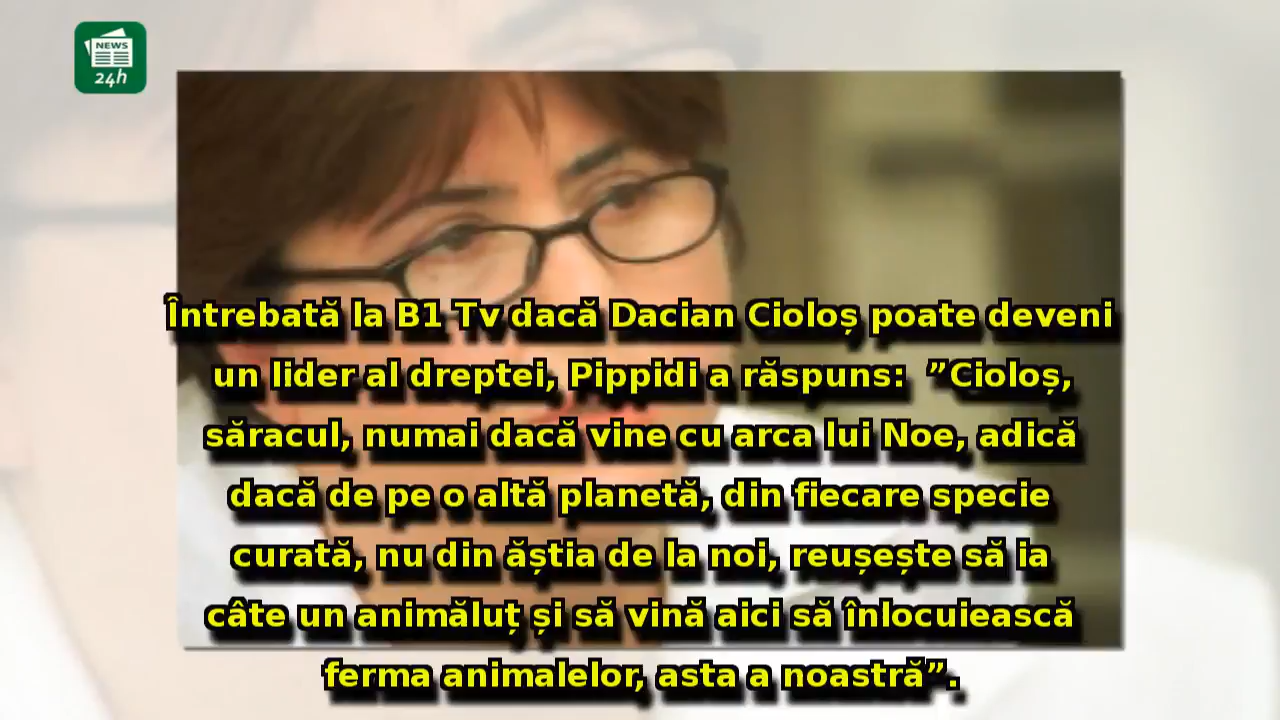 NEWS
24h
Întrebată la B1 Tv dacă Dacian Cioloș poate deveni
un lider al dreptei, Pippidi a răspuns:  ”Cioloș,
săracul, numai dacă vine cu arca lui Noe, adică
dacă de pe o altă planetă, din fiecare specie
curată, nu din ăștia de la noi, reușește să ia
câte un animăluț și să vină aici să înlocuiească
ferma animalelor, asta a noastră”.